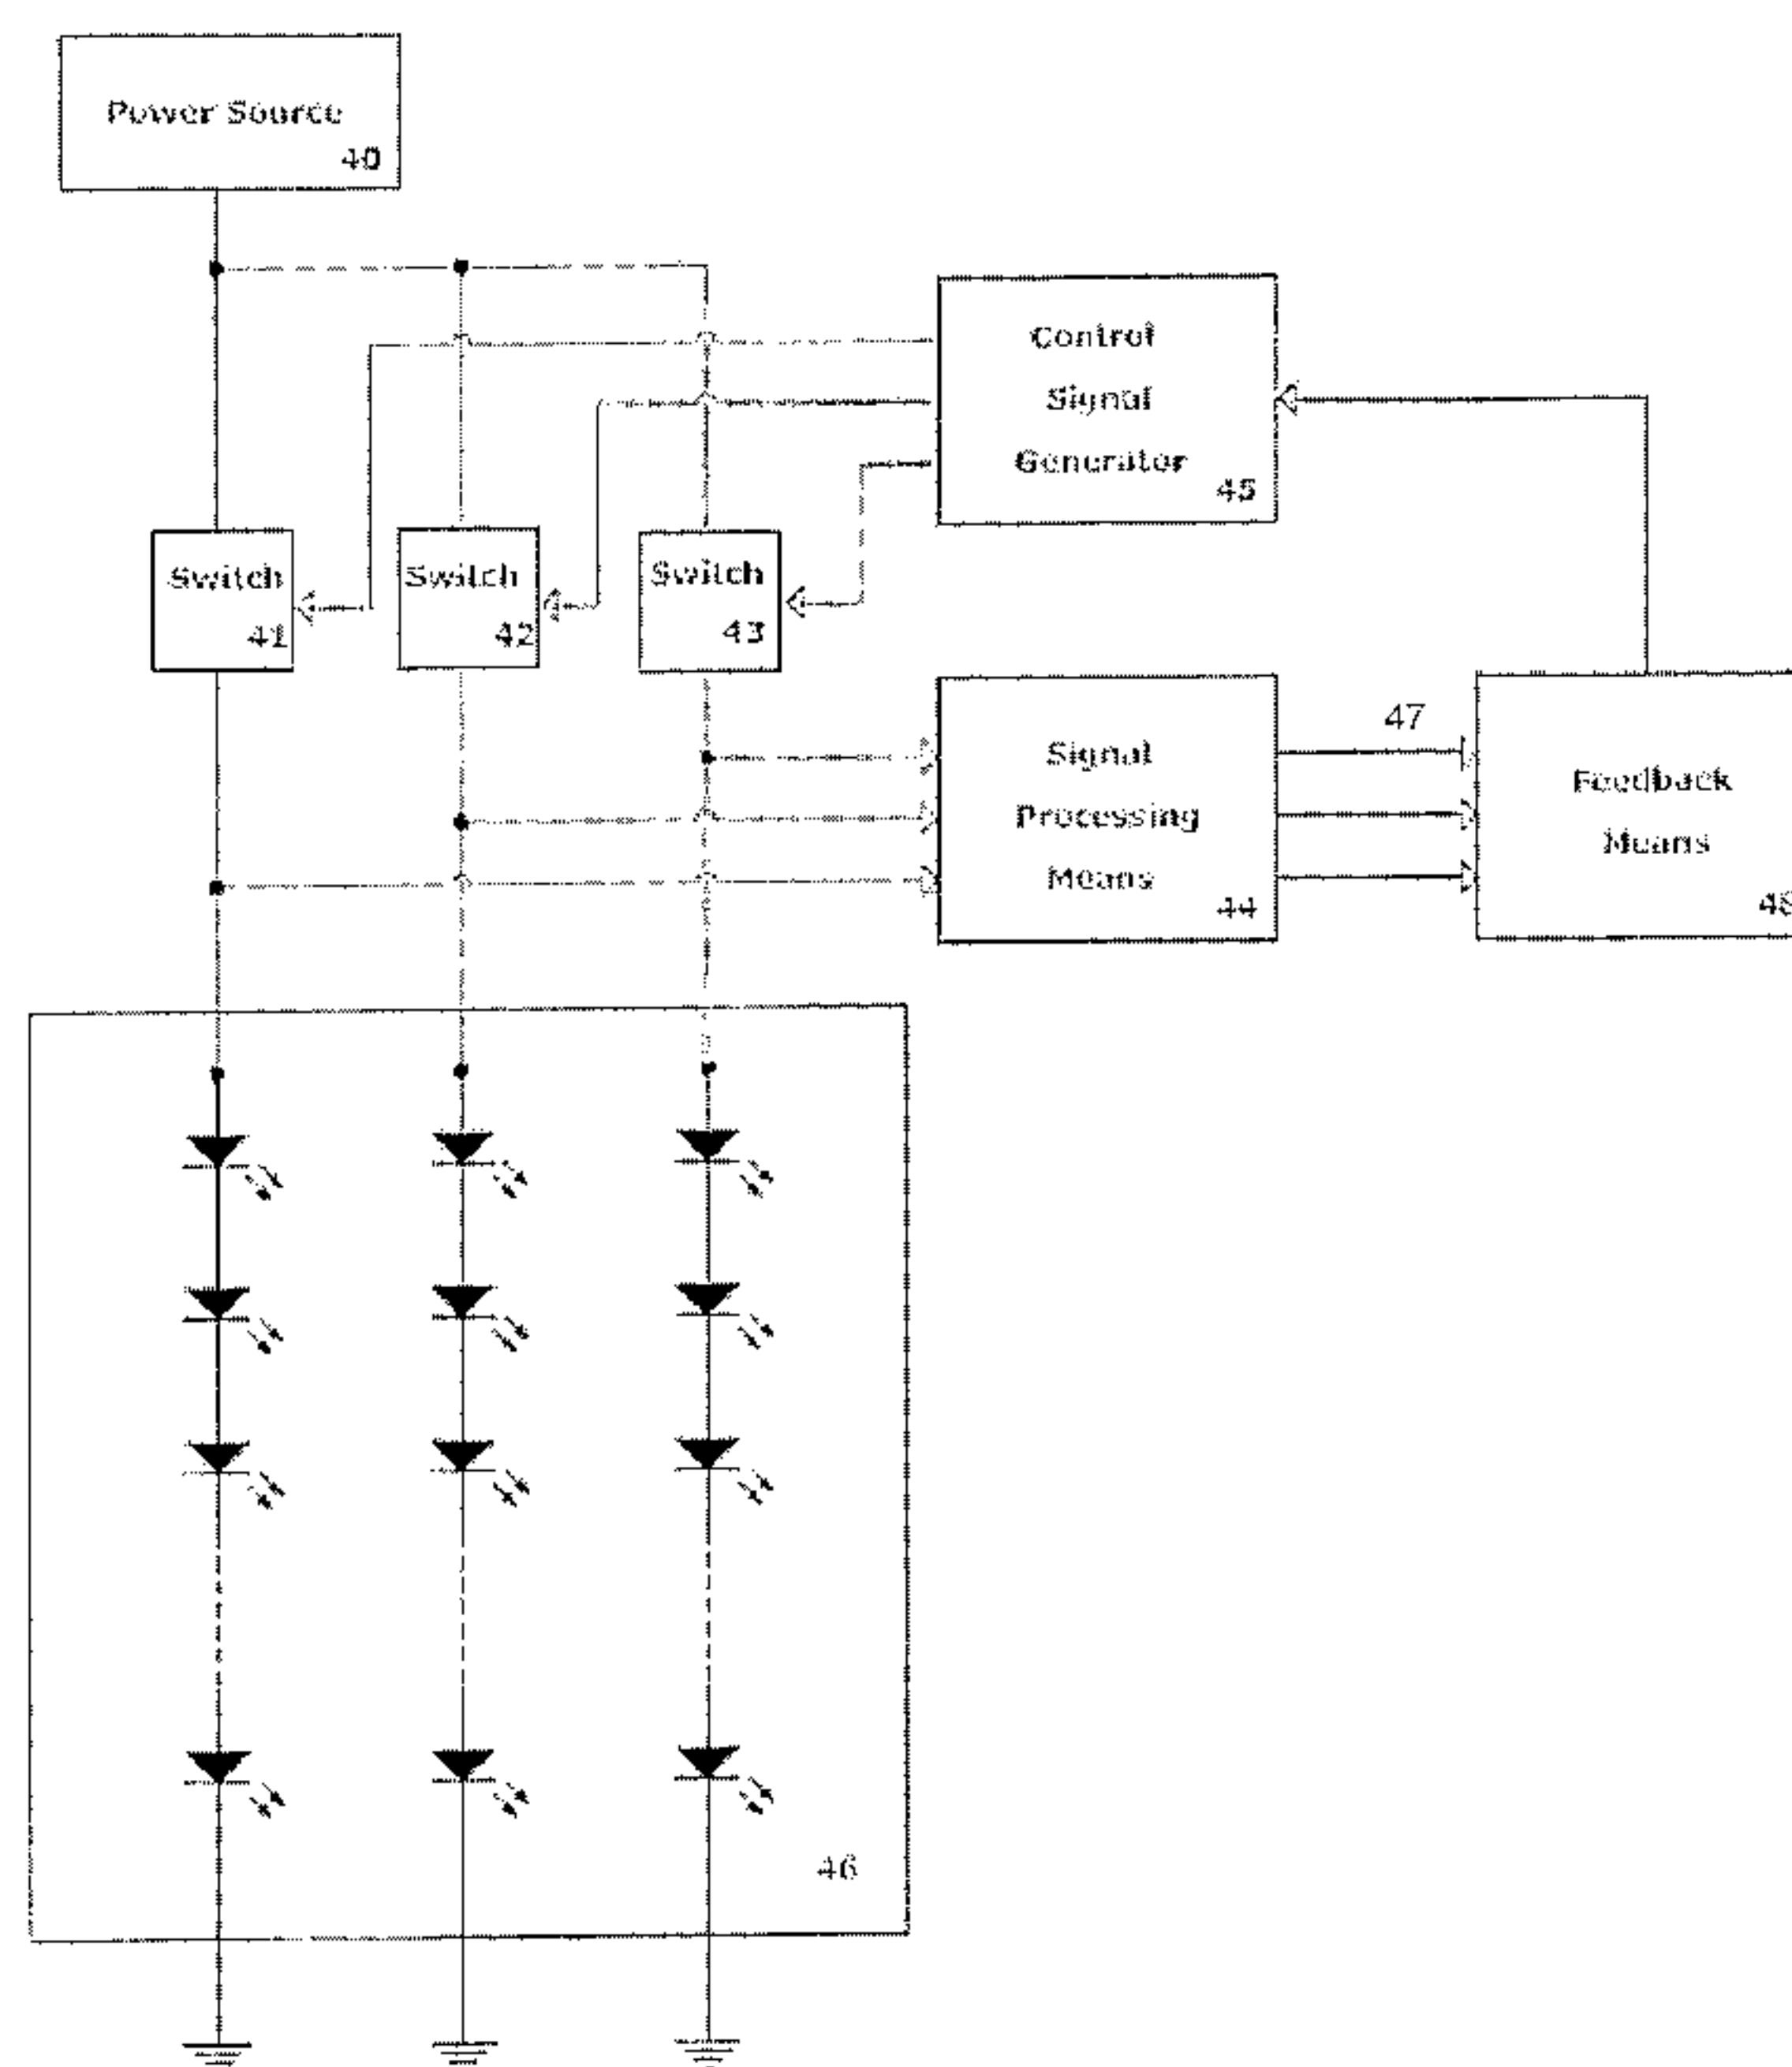 Power Source
40
Control
Signal
Generator
45
Switch
41
Switch
42
Switch
43
Signal
Processing
Means
44
47
Feedback
Means
48
46